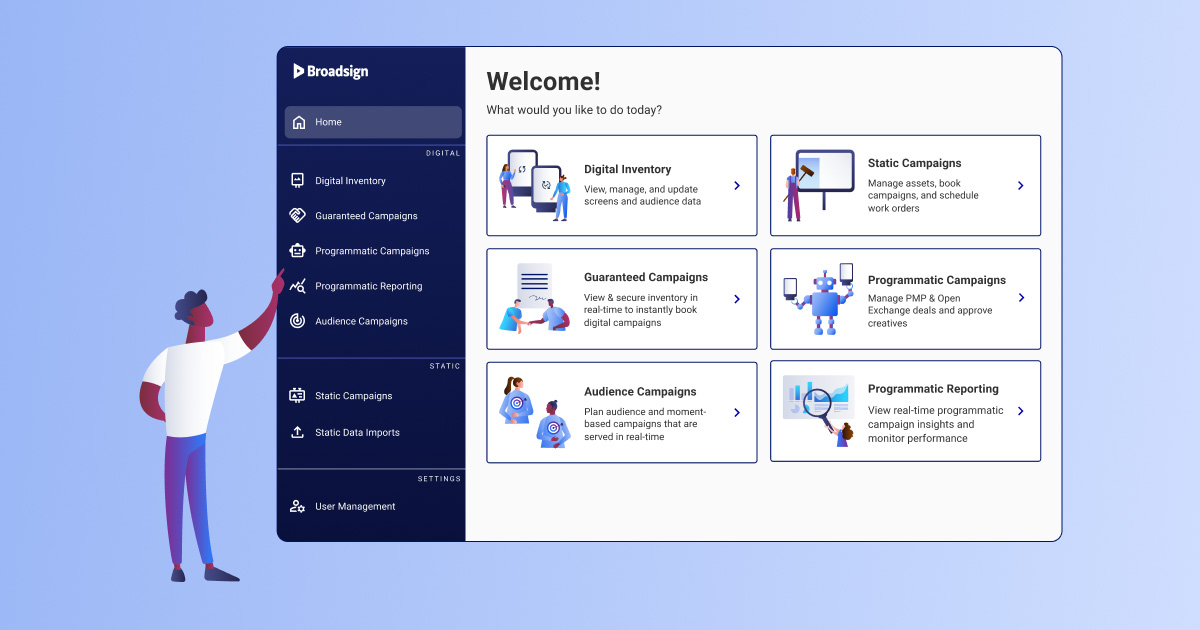 Broadsign
Home
DIGITAL
Digital Inventory
Guaranteed Campaigns
Programmatic Campaigns
Programmatic Reporting
Audience Campaigns
STATIC
Static Campaigns
Static Data Imports
SETTINGS
User Management
Welcome!
What would you like to do today?
Digital Inventory
View, manage, and update
screens and audience data
Static Campaigns
Manage assets, book
campaigns, and schedule
work orders
Guaranteed Campaigns
View & secure inventory in
real-time to instantly book
digital campaigns
Programmatic Campaigns
Manage PMP & Open
Exchange deals and approve
creatives
Audience Campaigns
Plan audience and moment-
based campaigns that are
served in real-time
Programmatic Reporting
View real-time programmatic
campaign insights and
monitor performance